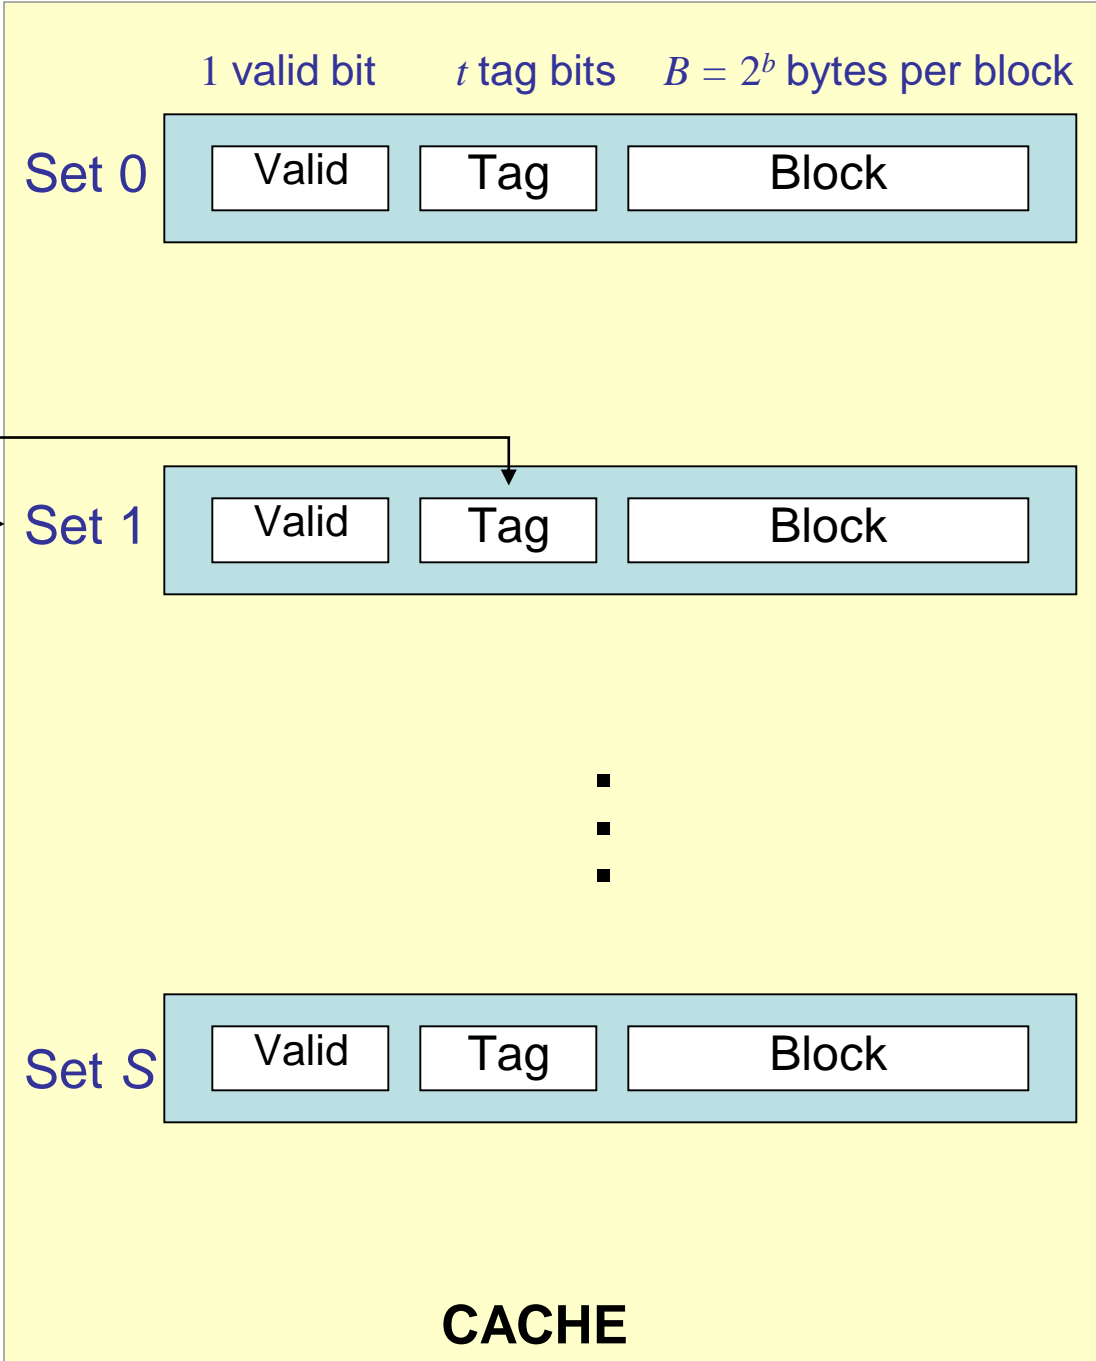 1 valid bit t tag bits B = 2^b bytes per block
Set 0 Valid Tag Block
Set 1 Valid Tag Block
Set S Valid Tag Block
CACHE